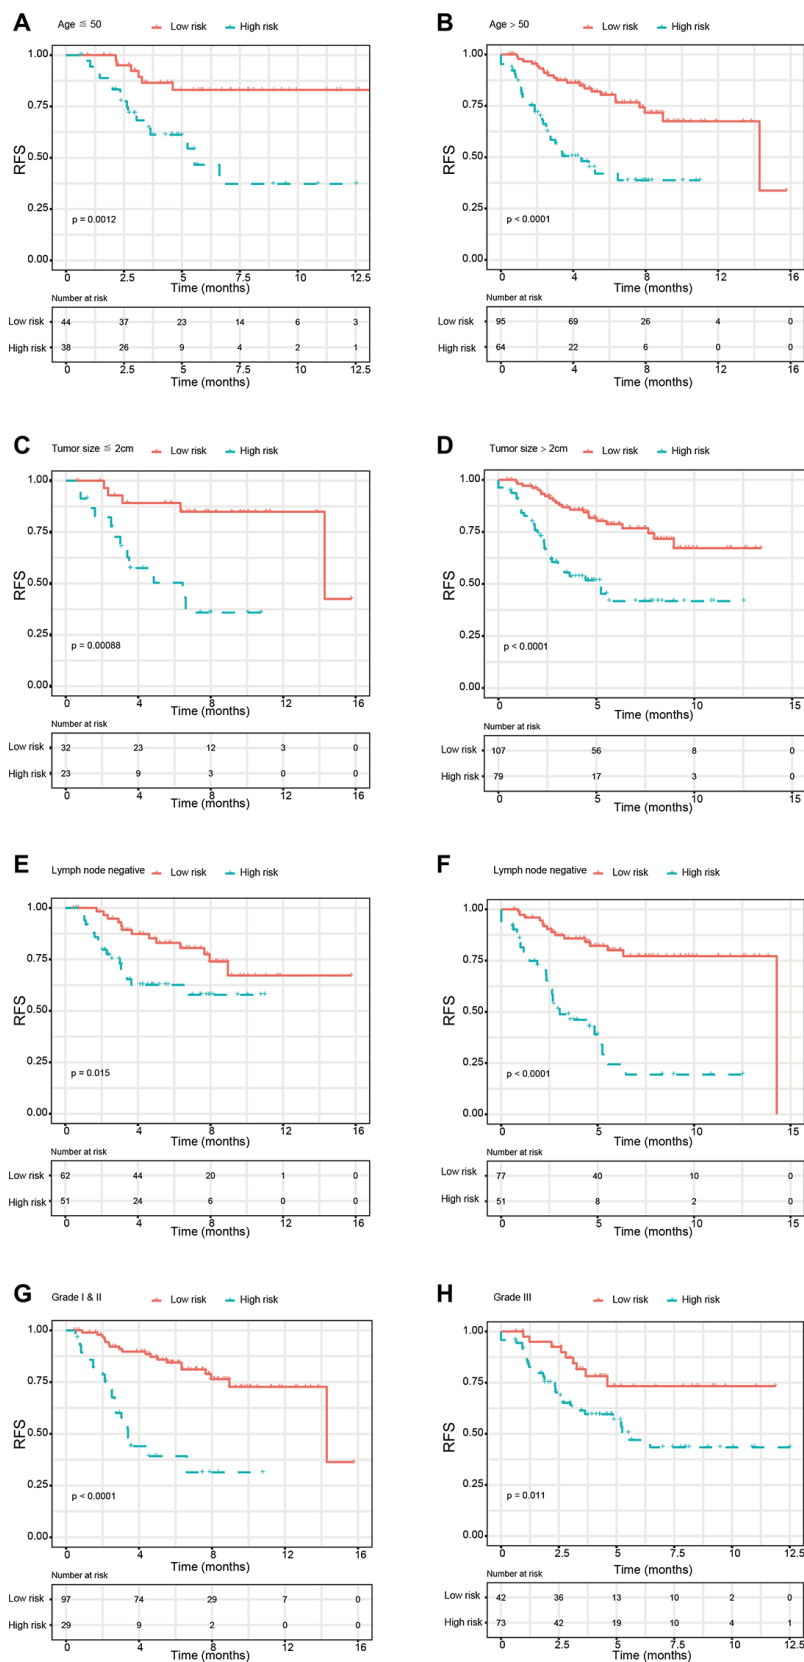 A
Age ≦ 50 Low risk High risk
1.00
0.75
0.50
0.25
0.00
RFS
p = 0.0012
0 2.5 5 7.5 10 12.5
Time (months)
Number at risk
Low risk 44 37 23 14 6 3
High risk 38 26 9 4 2 1
0 2.5 5 7.5 10 12.5
Time (months)
B
Age > 50 Low risk High risk
1.00
0.75
0.50
0.25
0.00
RFS
p < 0.0001
0 4 8 12 16
Time (months)
Number at risk
Low risk 95 69 26 4 0
High risk 64 22 6 0 0
0 4 8 12 16
Time (months)
C
Tumor size ≦ 2cm Low risk High risk
1.00
0.75
0.50
0.25
0.00
RFS
p = 0.00088
0 4 8 12 16
Time (months)
Number at risk
Low risk 32 23 12 3 0
High risk 23 9 3 0 0
0 4 8 12 16
Time (months)
D
Tumor size > 2cm Low risk High risk
1.00
0.75
0.50
0.25
0.00
RFS
p < 0.0001
0 5 10 15
Time (months)
Number at risk
Low risk 107 56 8 0
High risk 79 17 3 0
0 5 10 15
Time (months)
E
Lymph node negative Low risk High risk
1.00
0.75
0.50
0.25
0.00
RFS
p = 0.015
0 4 8 12 16
Time (months)
Number at risk
Low risk 62 44 20 1 0
High risk 51 24 6 0 0
0 4 8 12 16
Time (months)
F
Lymph node negative Low risk High risk
1.00
0.75
0.50
0.25
0.00
RFS
p < 0.0001
0 5 10 15
Time (months)
Number at risk
Low risk 77 40 10 0
High risk 51 8 2 0
0 5 10 15
Time (months)
G
Grade I & II Low risk High risk
1.00
0.75
0.50
0.25
0.00
RFS
p < 0.0001
0 4 8 12 16
Time (months)
Number at risk
Low risk 97 74 29 7 0
High risk 29 9 2 0 0
0 4 8 12 16
Time (months)
H
Grade III Low risk High risk
1.00
0.75
0.50
0.25
0.00
RFS
p = 0.011
0 2.5 5 7.5 10 12.5
Time (months)
Number at risk
Low risk 42 36 13 10 2 0
High risk 73 42 19 10 4 1
0 2.5 5 7.5 10 12.5
Time (months)